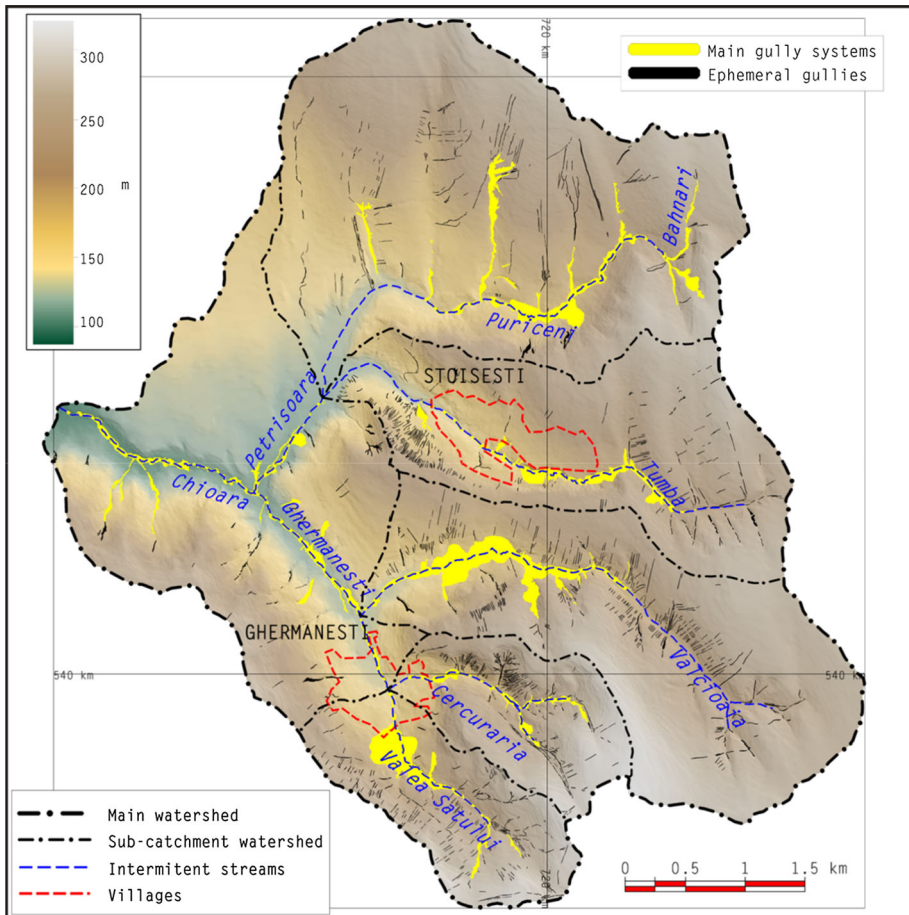 300
250
200
m
150
100
720 km
Main gully systems
Ephemeral gullies
Bahnari
Puriceni
STOISESTI
Petrisoara
Tumba
Chioara
Ghermanesti
GHERMANESTI
540 km
540 km
Valcioaia
Cercuraria
Valea Satului
Main watershed
Sub-catchment watershed
Intermitent streams
Villages
720 km
0 0.5 1 1.5 km